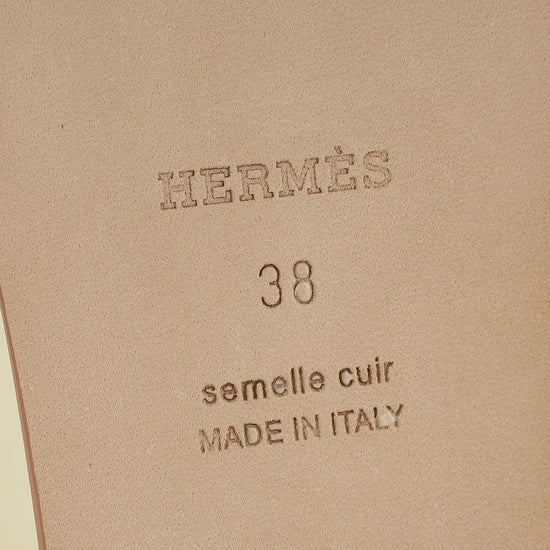 HERMÈS
38
semelle cuir
MADE IN ITALY